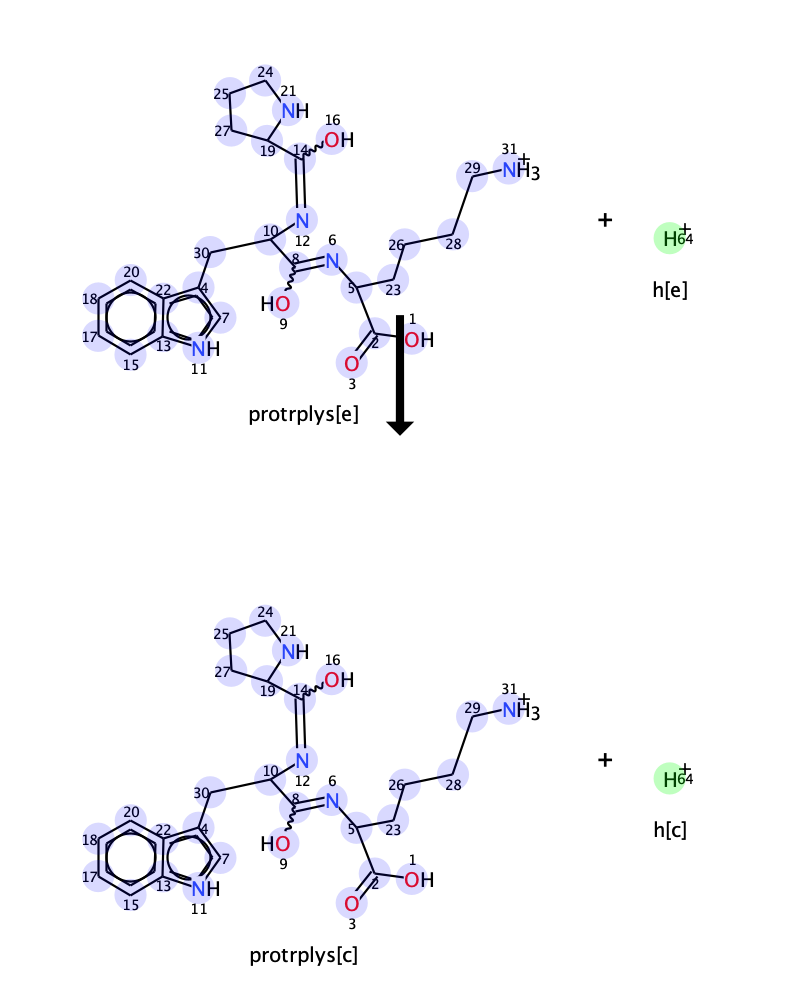 24
21
25
NH
16
27
OH
19
14
31
29
NH3+
N
12
10
6
26
28
30
8
N
5
23
HO
9
20
4
22
18
7
17
13
NH
15
11
1
2
OH
O
3
+
H+
64
h[e]
protrplys[e]
24
21
25
NH
16
27
OH
19
14
31
29
NH3+
N
12
10
6
26
28
30
8
N
5
23
HO
9
20
4
22
18
7
17
13
NH
15
11
1
2
OH
O
3
+
H+
64
h[c]
protrplys[c]